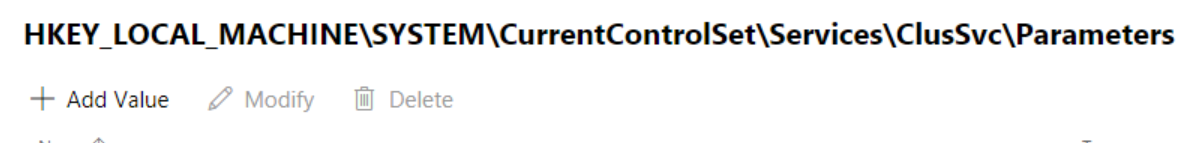 HKEY_LOCAL_MACHINE\SYSTEM\CurrentControlSet\Services\ClusSvc\Parameters
Add Value Modify Delete